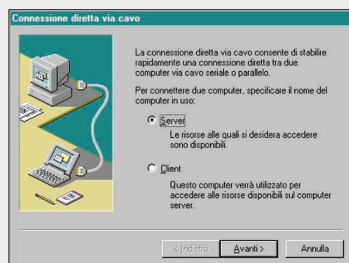 Connessione diretta via cavo
La connessione diretta via cavo consente di stabilire
rapidamente una connessione diretta tra due
computer via cavo seriale o parallelo.
Per connettere due computer, specificare il nome del
computer in uso:
Server
Le risorse alle quali si desidera accedere
sono disponibili.
Client
Questo computer verrà utilizzato per
accedere alle risorse disponibili sul computer
server.
< Indietro
Avanti >
Annulla